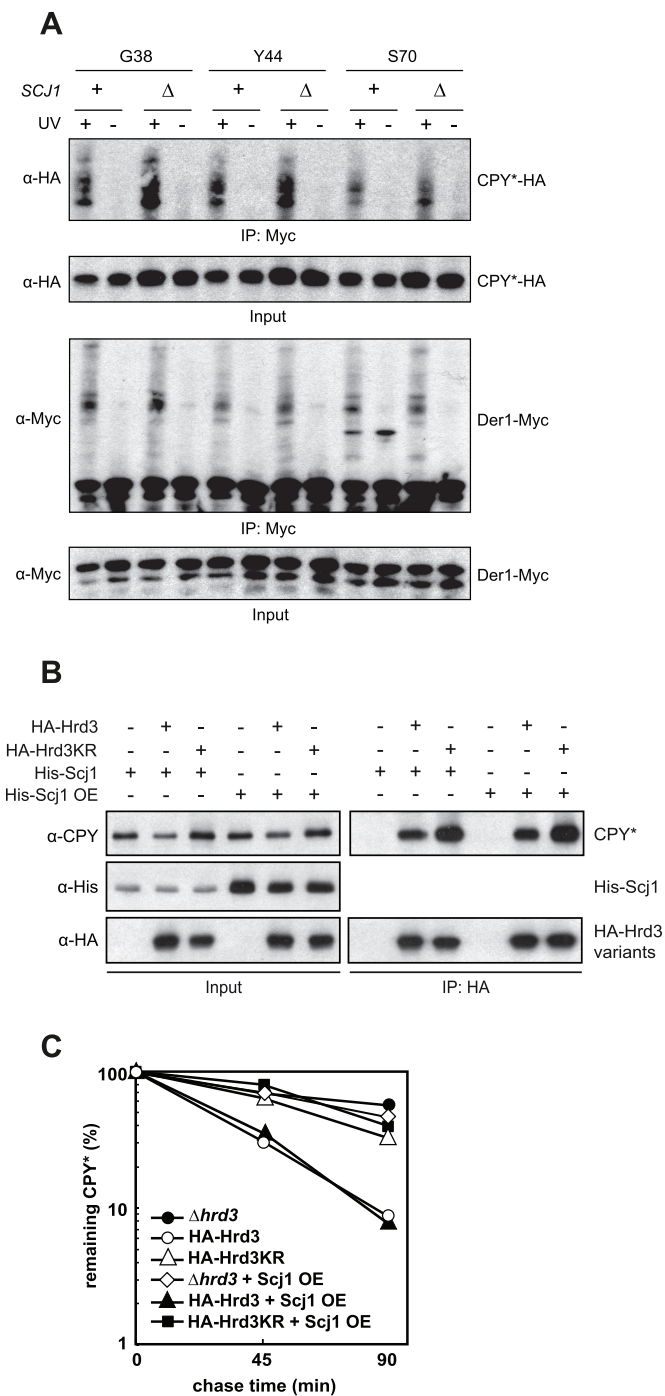 A
G38 Y44 S70
SCJ1 + Δ + Δ + Δ
UV + - + - + - + - + - + -
α-HA CPY*-HA
IP: Myc
α-HA CPY*-HA
Input
α-Myc Der1-Myc
IP: Myc
α-Myc Der1-Myc
Input
B
HA-Hrd3 - + - - + - - + - - + -
HA-Hrd3KR - - + - - + - - + - - +
His-Scj1 + + + - - - + + + - - -
His-Scj1 OE - - - + + + - - - + + +
α-CPY CPY*
α-His His-Scj1
α-HA HA-Hrd3
variants
Input IP: HA
C
100
10
1
remaining CPY* (%)
Δhrd3
HA-Hrd3
HA-Hrd3KR
Δhrd3 + Scj1 OE
HA-Hrd3 + Scj1 OE
HA-Hrd3KR + Scj1 OE
0 45 90
chase time (min)